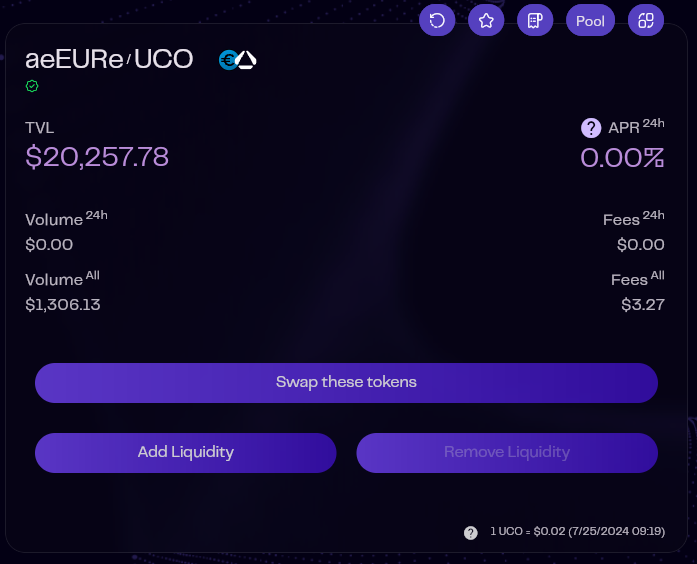 Pool
aeEURe/UCO
TVL
$20,257.78
? APR 24h
0.00%
Volume 24h
$0.00
Fees 24h
$0.00
Volume All
$1,306.13
Fees All
$3.27
Swap these tokens
Add Liquidity
Remove Liquidity
? 1 UCO = $0.02 (7/25/2024 09:19)